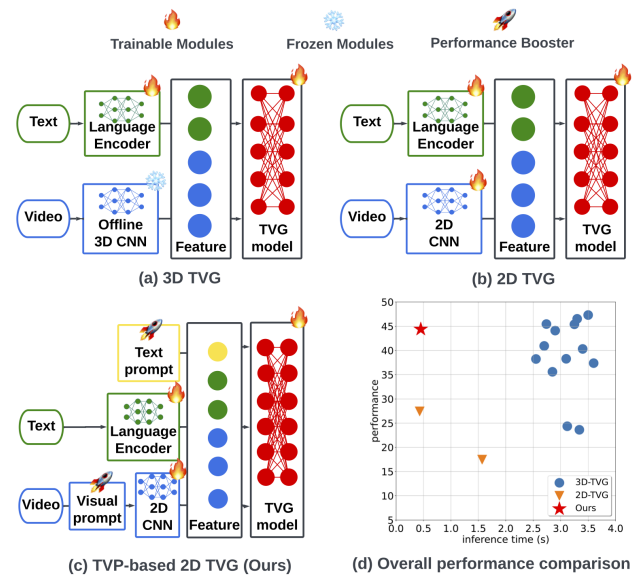 Trainable Modules
Frozen Modules
Performance Booster
Text
Language
Encoder
Video
Offline
3D CNN
Feature
TVG
model
(a) 3D TVG
Text
Language
Encoder
Video
2D
CNN
Feature
TVG
model
(b) 2D TVG
Text
prompt
Text
Language
Encoder
Video
Visual
prompt
2D
CNN
Feature
TVG
model
(c) TVP-based 2D TVG (Ours)
performance
50
45
40
35
30
25
20
15
10
5
0.0 0.5 1.0 1.5 2.0 2.5 3.0 3.5 4.0
inference time (s)
3D-TVG
2D-TVG
Ours
(d) Overall performance comparison